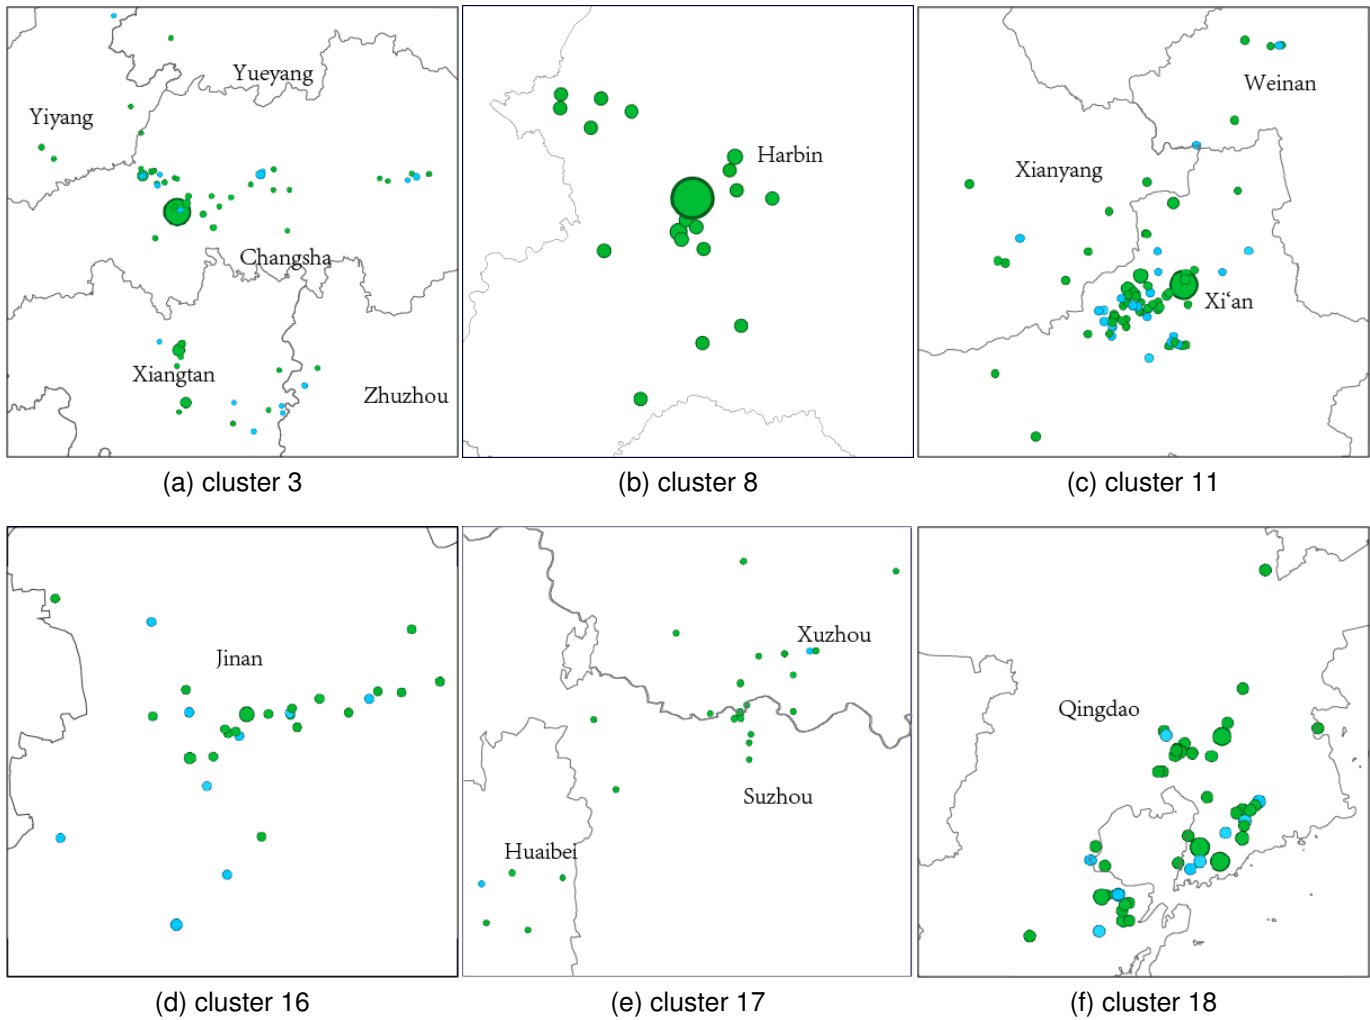 Yueyang
Yiyang
Changsha
Xiangtan
Zhuzhou
(a) cluster 3
Harbin
(b) cluster 8
Weinan
Xianyang
Xi‘an
(c) cluster 11
Jinan
(d) cluster 16
Xuzhou
Suzhou
Huaibei
(e) cluster 17
Qingdao
(f) cluster 18